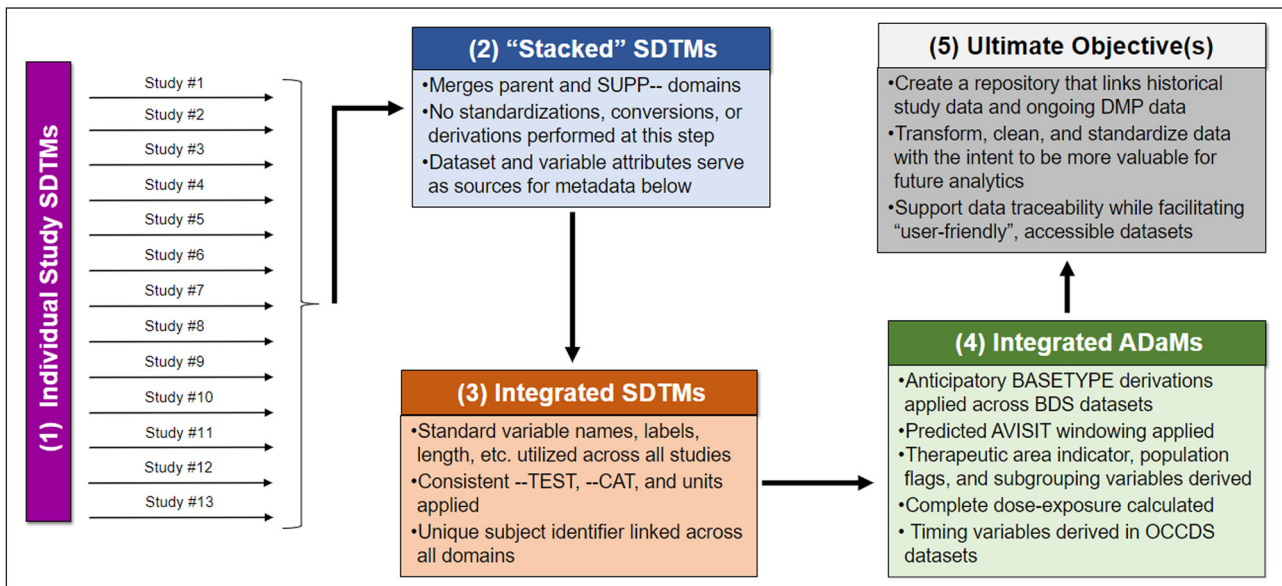 (1) Individual Study SDTMs
Study #1
Study #2
Study #3
Study #4
Study #5
Study #6
Study #7
Study #8
Study #9
Study #10
Study #11
Study #12
Study #13
(2) “Stacked” SDTMs
•Merges parent and SUPP-- domains
•No standardizations, conversions, or
derivations performed at this step
•Dataset and variable attributes serve
as sources for metadata below
(3) Integrated SDTMs
•Standard variable names, labels,
length, etc. utilized across all studies
•Consistent --TEST, --CAT, and units
applied
•Unique subject identifier linked across
all domains
(4) Integrated ADaMs
•Anticipatory BASETYPE derivations
applied across BDS datasets
•Predicted AVISIT windowing applied
•Therapeutic area indicator, population
flags, and subgrouping variables derived
•Complete dose-exposure calculated
• Timing variables derived in OCCDS
datasets
(5) Ultimate Objective(s)
•Create a repository that links historical
study data and ongoing DMP data
•Transform, clean, and standardize data
with the intent to be more valuable for
future analytics
•Support data traceability while facilitating
“user-friendly”, accessible datasets